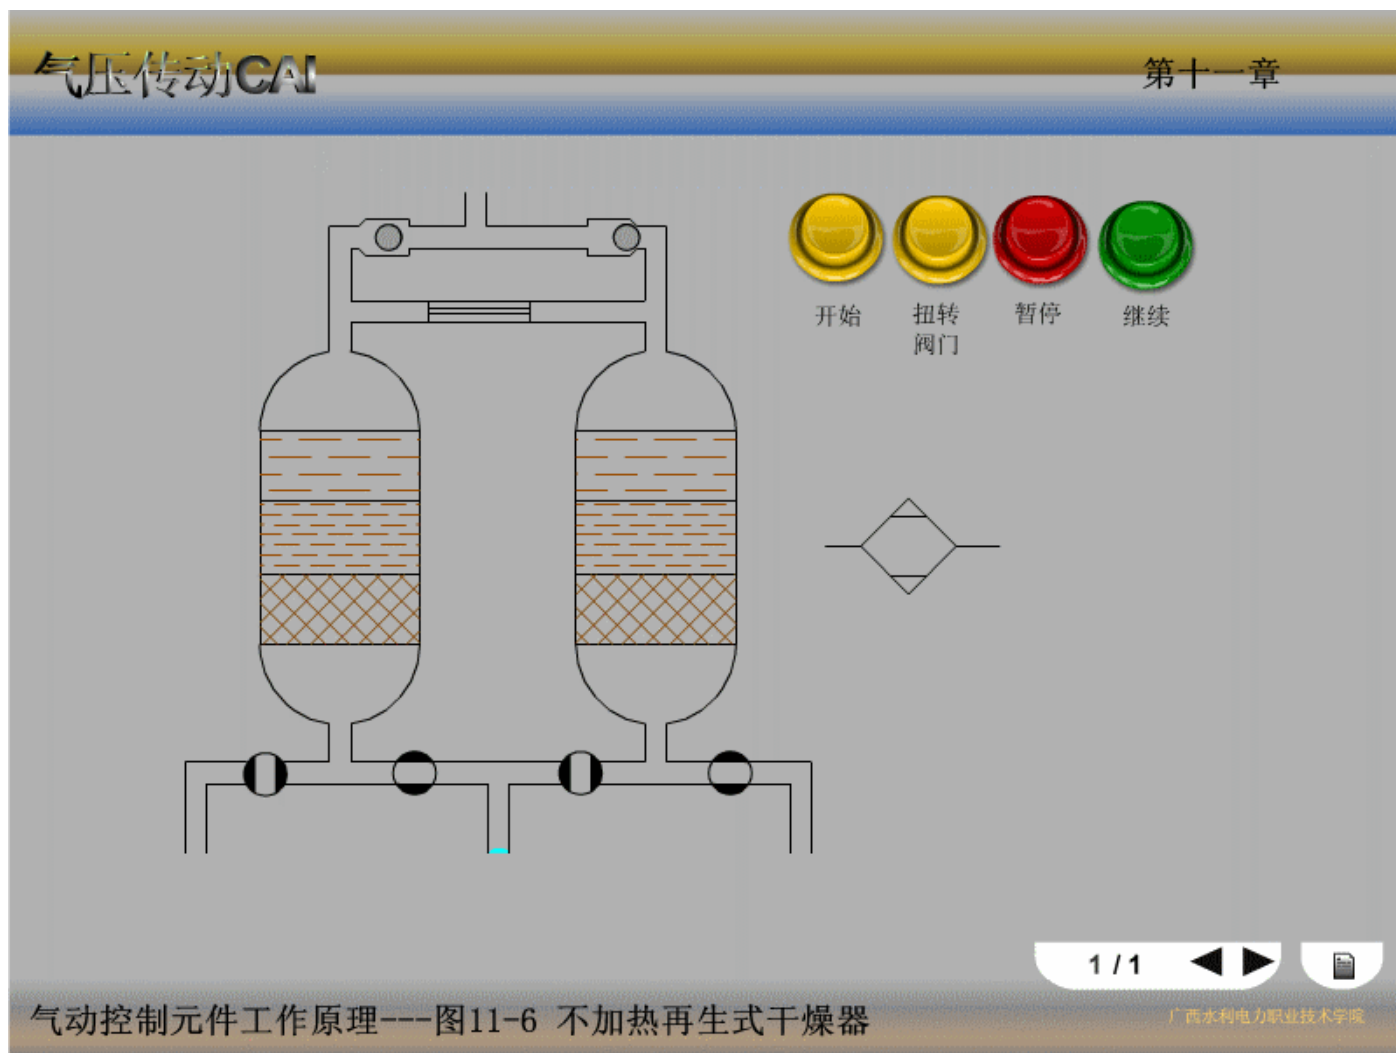 气压传动CAI
第十一章
开始
扭转
阀门
暂停
继续
1 / 1
气动控制元件工作原理---图11-6 不加热再生式干燥器
广西水利电力职业技术学院